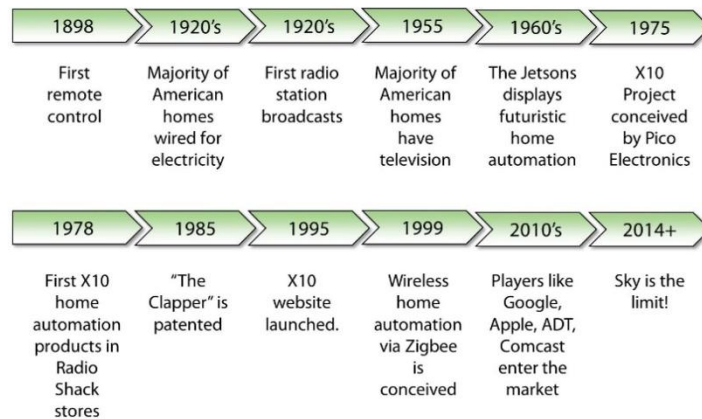 1898 1920's 1920's 1955 1960's 1975
First
remote
control
Majority of
American
homes
wired for
electricity
First radio
station
broadcasts
Majority of
American
homes
have
television
The Jetsons
displays
futuristic
home
automation
X10
Project
conceived
by Pico
Electronics
1978 1985 1995 1999 2010's 2014+
First X10
home
automation
products in
Radio
Shack
stores
"The
Clapper" is
patented
X10
website
launched.
Wireless
home
automation
via Zigbee
is
conceived
Players like
Google,
Apple, ADT,
Comcast
enter the
market
Sky is the
limit!